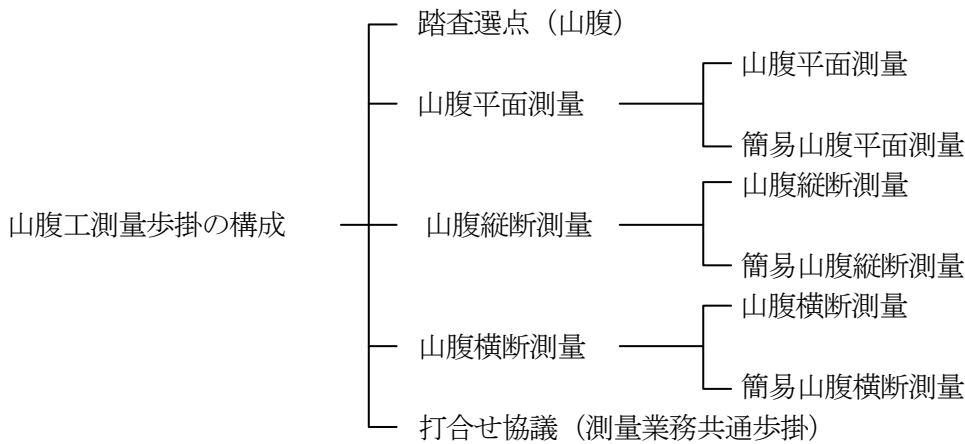 踏査選点（山腹）
山腹平面測量
山腹平面測量
簡易山腹平面測量
山腹工測量歩掛の構成
山腹縦断測量
山腹縦断測量
簡易山腹縦断測量
山腹横断測量
山腹横断測量
簡易山腹横断測量
打合せ協議（測量業務共通歩掛）